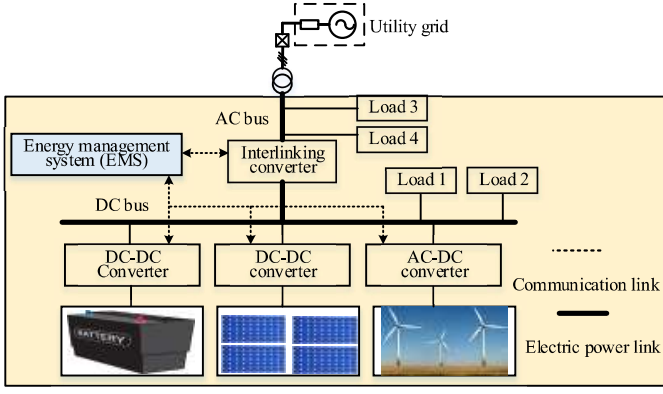 Utility grid
Load 3
AC bus
Load 4
Energy management
system (EMS)
Interlinking
converter
Load 1
Load 2
DC bus
DC-DC
Converter
DC-DC
converter
AC-DC
converter
Communication link
BATTERY
Electric power link